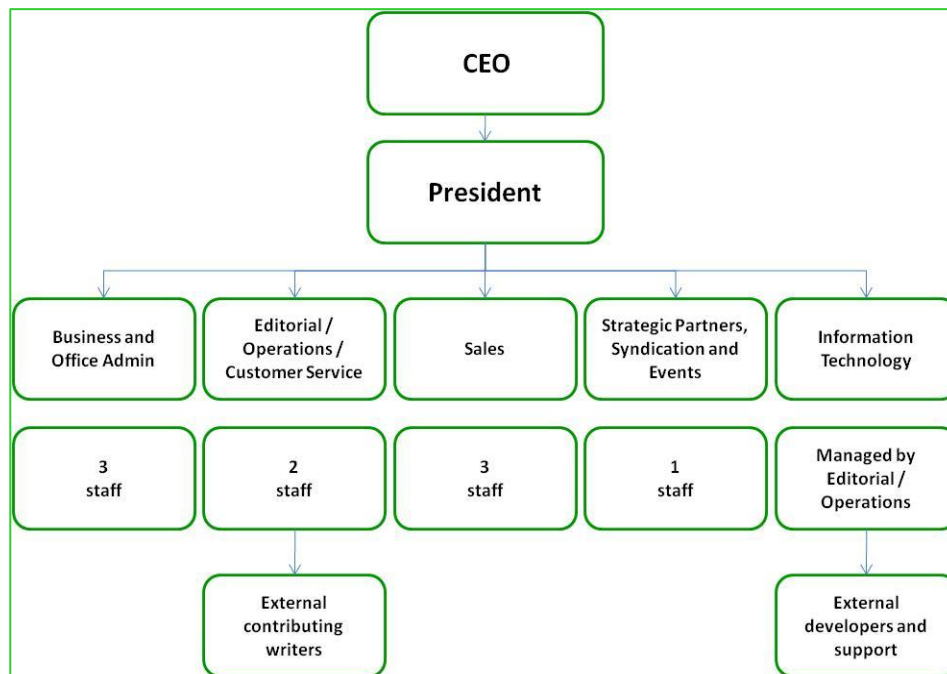 CEO
President
Business and
Office Admin
Editorial /
Operations /
Customer Service
Sales
Strategic Partners,
Syndication and
Events
Information
Technology
3
staff
2
staff
3
staff
1
staff
Managed by
Editorial /
Operations
External
contributing
writers
External
developers and
support